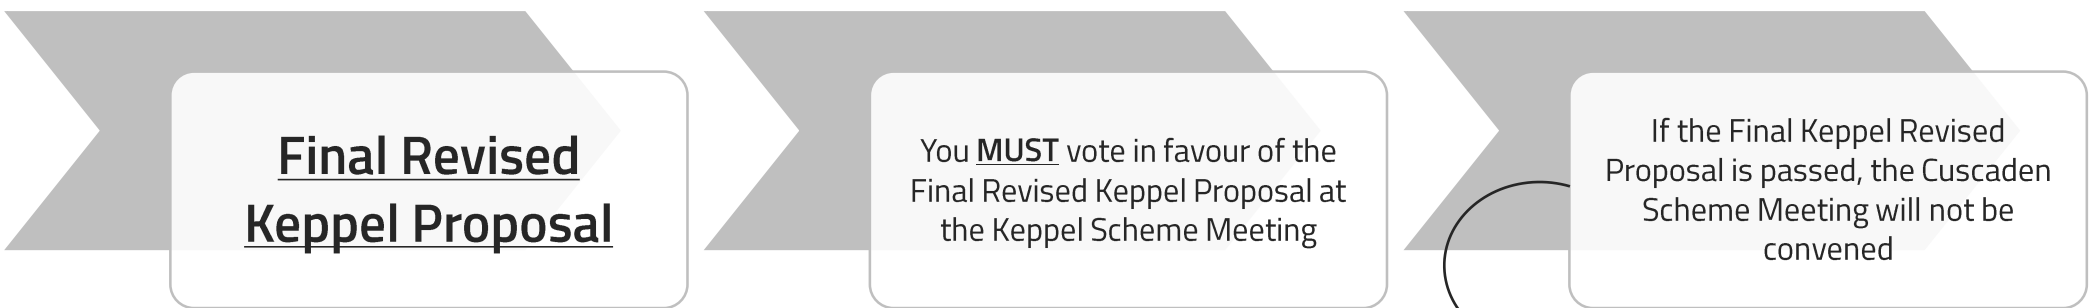 Final Revised
Keppel Proposal
You MUST vote in favour of the
Final Revised Keppel Proposal at
the Keppel Scheme Meeting
If the Final Keppel Revised
Proposal is passed, the Cuscaden
Scheme Meeting will not be
convened